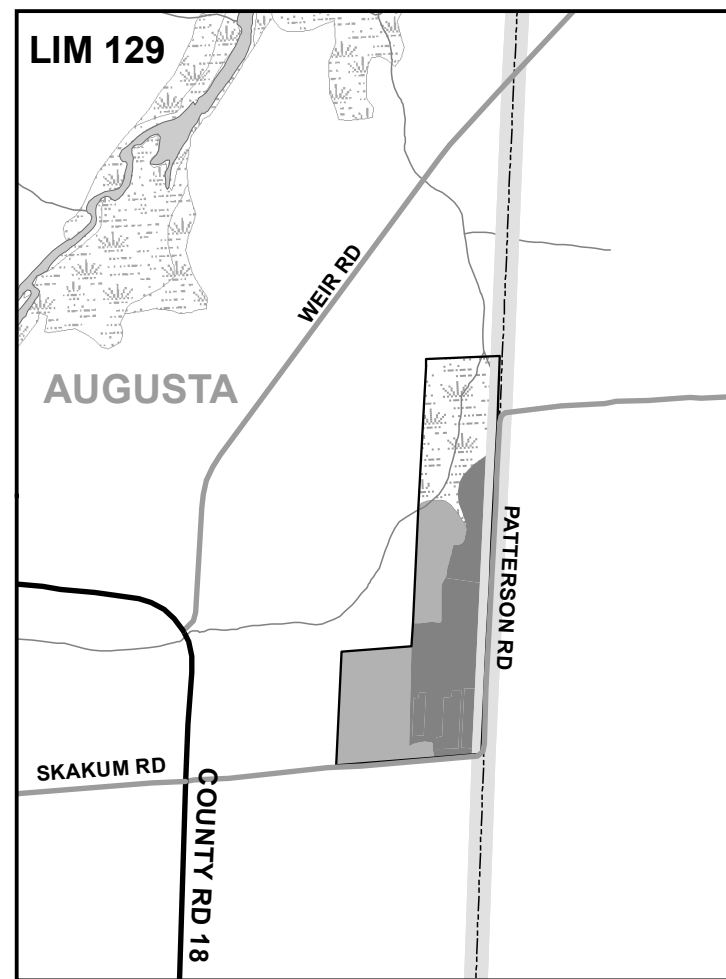 LIM 129
WEIR RD
AUGUSTA
PATTERSON RD
SKAKUM RD
COUNTY RD 18